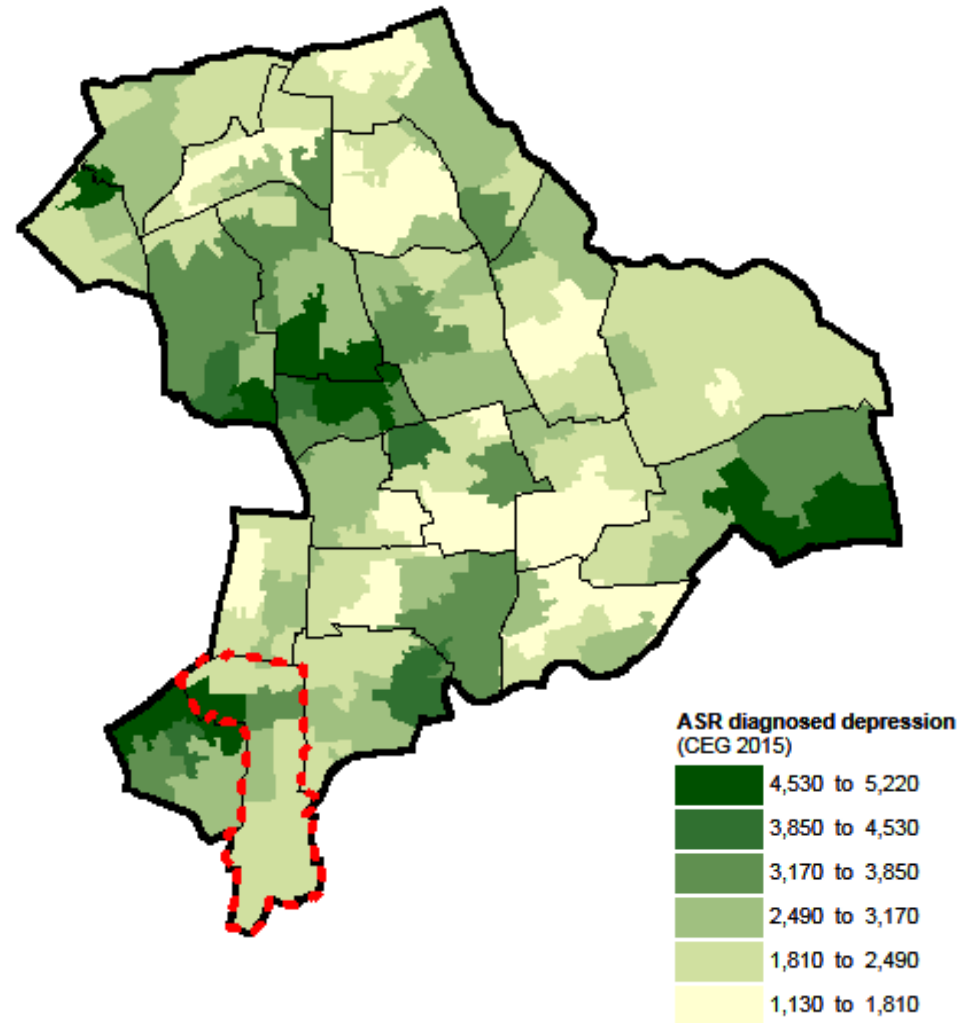 ASR diagnosed depression
(CEG 2015)
4,530 to 5,220
3,850 to 4,530
3,170 to 3,850
2,490 to 3,170
1,810 to 2,490
1,130 to 1,810